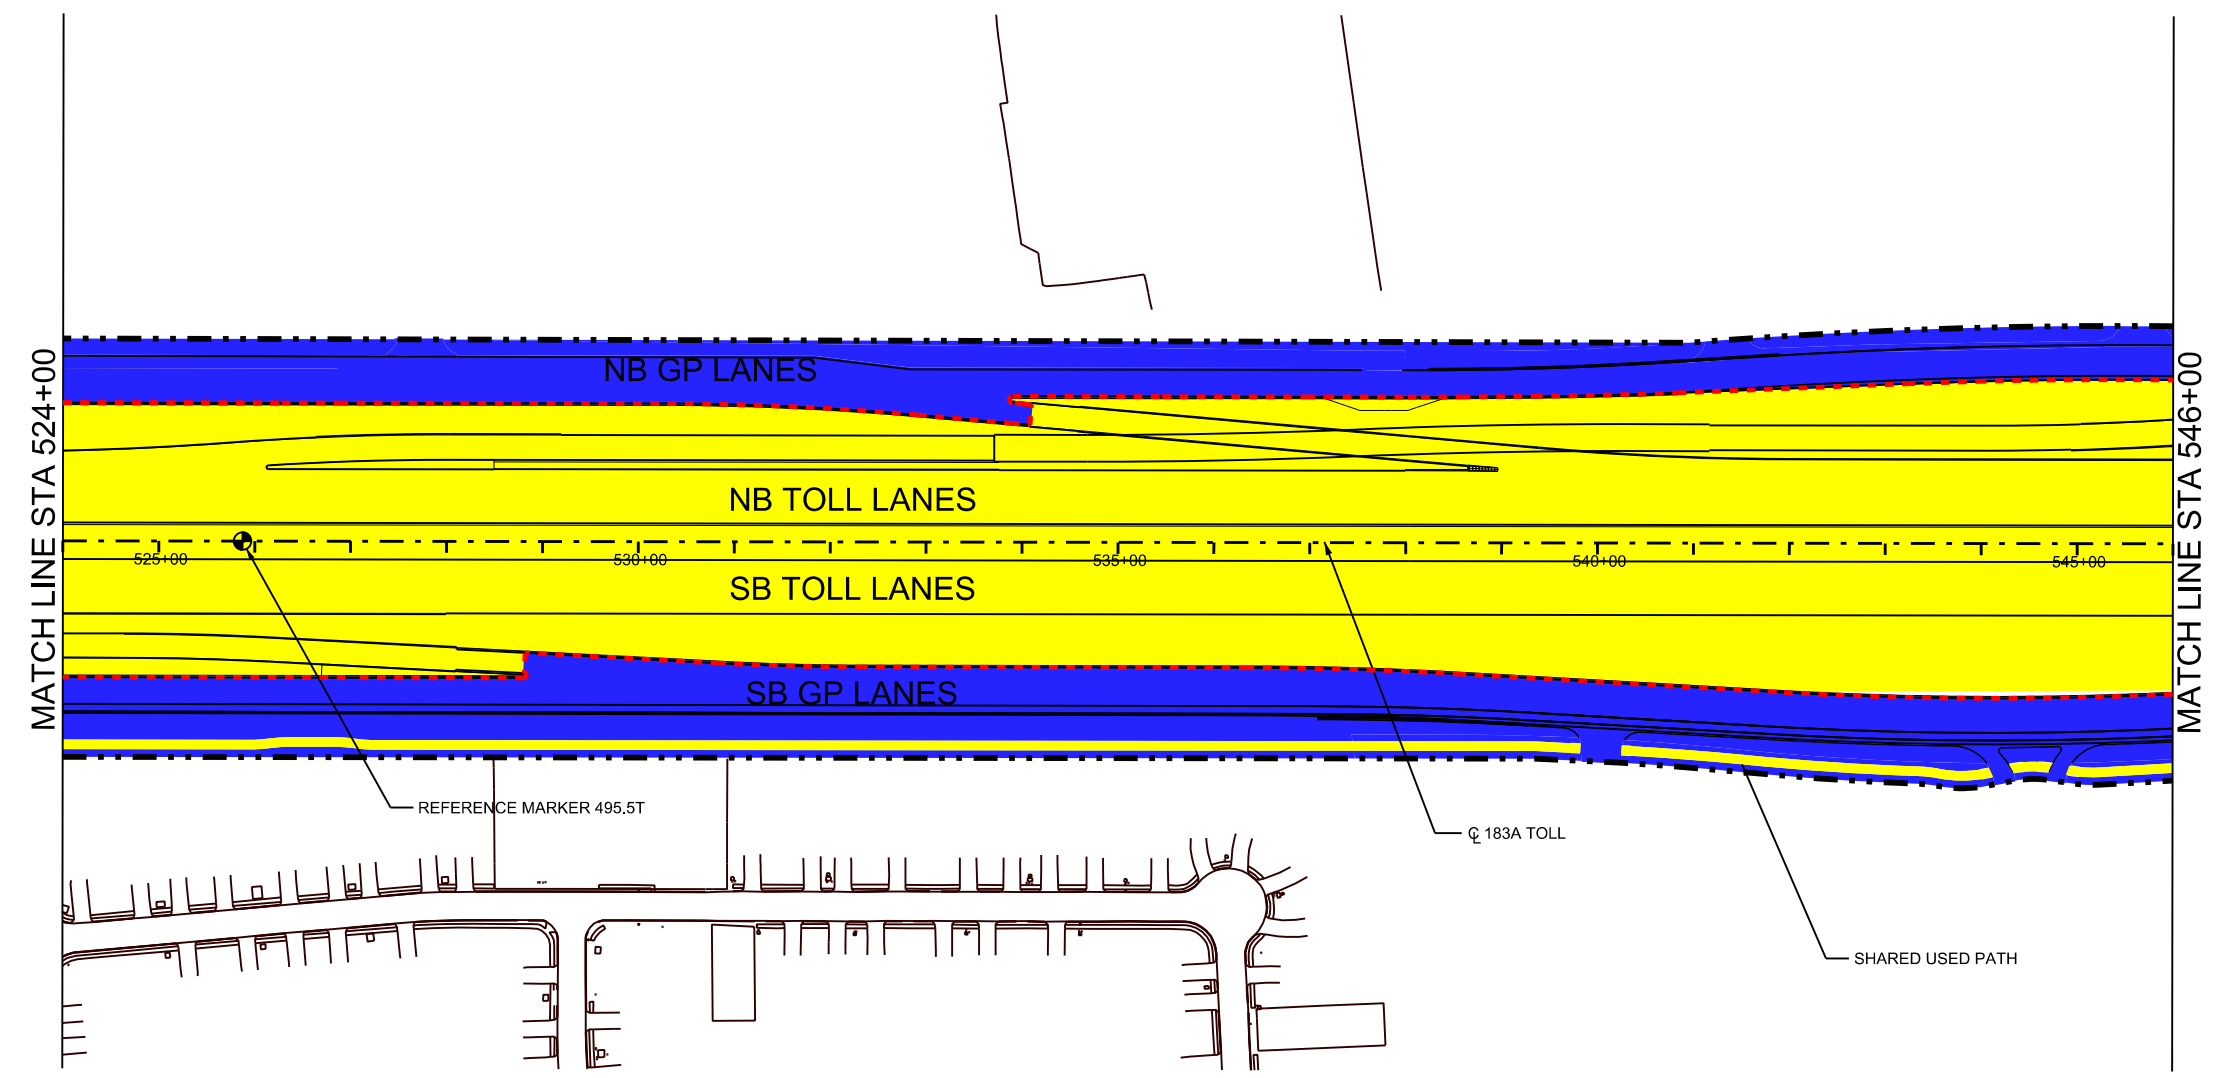 NB GP LANES
MATCH LINE STA 524+00
MATCH LINE STA 546+00
NB TOLL LANES
525+00
530+00
535+00
540+00
545+00
SB TOLL LANES
SB GP LANES
REFERENCE MARKER 495.5T
℄ 183A TOLL
SHARED USED PATH